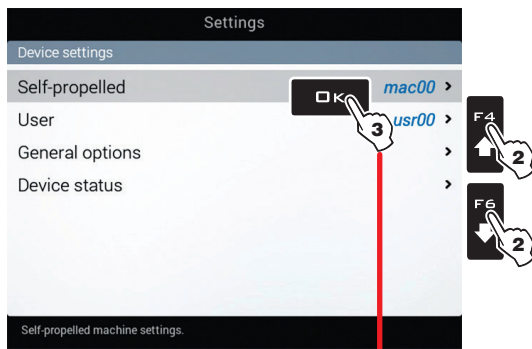 Settings
Device settings
Self-propelled mac00 >
OK
3
User usr00 >
General options >
Device status >
F4
2
F6
2
Self-propelled machine settings.